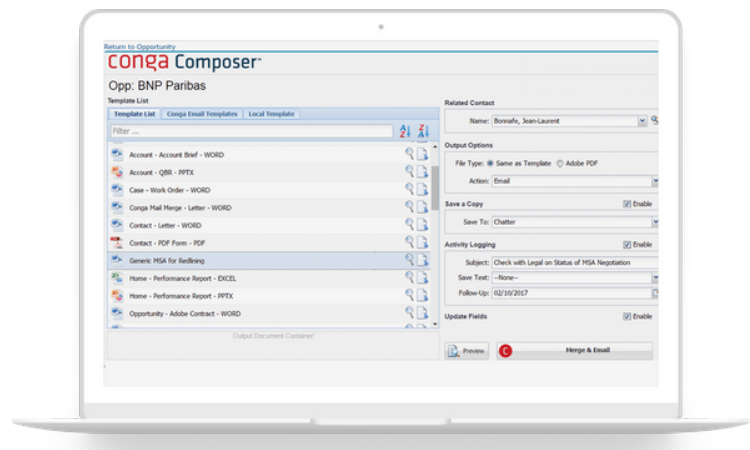 Return to Opportunity
conga Composer
Opp: BNP Paribas
Template List
Template List Conga Email Templates Local Template
Filter ...
Account - Account Brief - WORD
Account - QBR - PPTX
Case - Work Order - WORD
Conga Mail Merge - Letter - WORD
Contact - Letter - WORD
Contact - PDF Form - PDF
Generic MSA for Redlining
Home - Performance Report - EXCEL
Home - Performance Report - PPTX
Opportunity - Adobe Contract - WORD
Output Document Container
Related Contact
Name: Bonnafe, Jean-Laurent
Output Options
File Type: Same as Template Adobe PDF
Action: Email
Save a Copy Enable
Save To: Chatter
Activity Logging Enable
Subject: Check with Legal on Status of MSA Negotiation
Save Text: --None--
Follow-Up: 02/10/2017
Update Fields Enable
Preview C Merge & Email